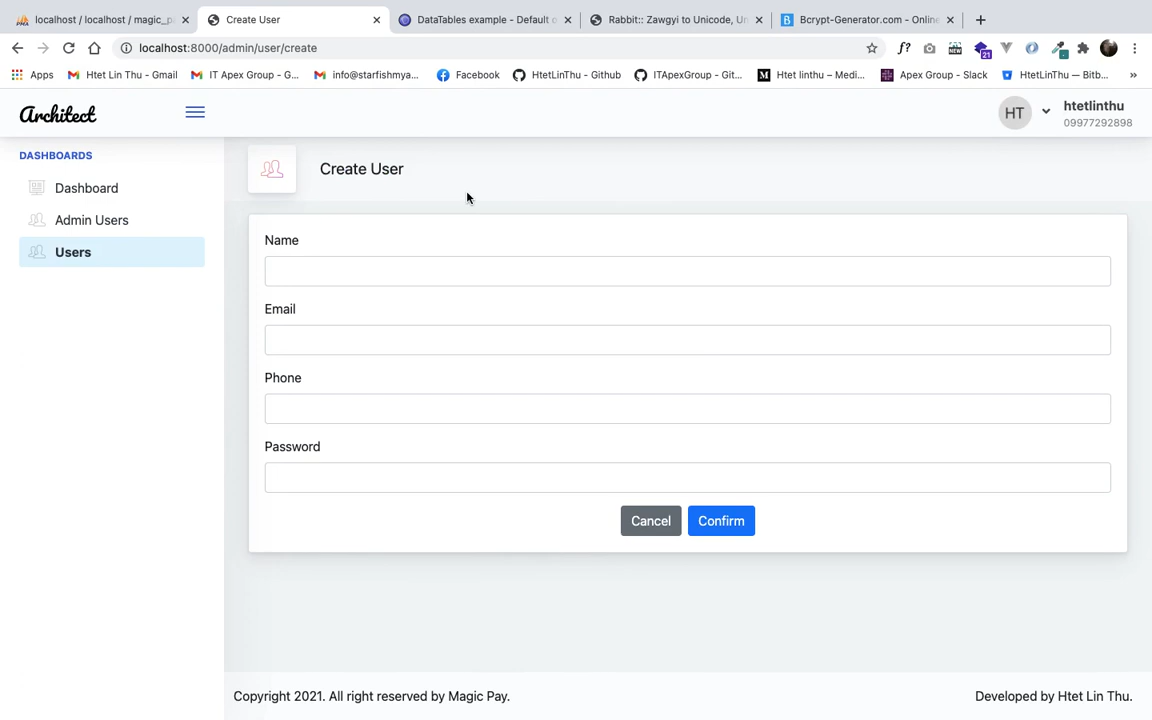 localhost / localhost / magic_p
Create User
DataTables example - Default
Rabbit:: Zawgyi to Unicode, Un
Bcrypt-Generator.com - Online
localhost:8000/admin/user/create
f?
NEW
21
Apps
Htet Lin Thu - Gmail
IT Apex Group - G...
info@starfishmya...
Facebook
HtetLinThu - Github
ITApexGroup - Git...
Htet linthu – Medi...
Apex Group - Slack
HtetLinThu — Bitb...
»
Architect
HT
htetlinthu
09977292898
DASHBOARDS
Dashboard
Admin Users
Users
Create User
Name
Email
Phone
Password
Cancel
Confirm
Copyright 2021. All right reserved by Magic Pay.
Developed by Htet Lin Thu.